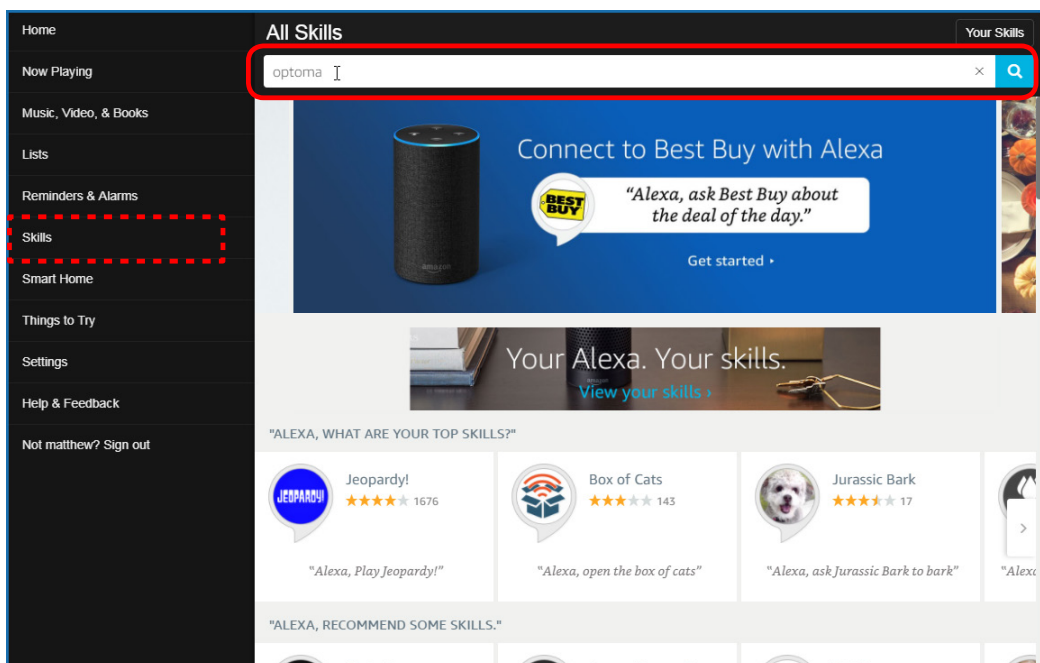 Home
Now Playing
Music, Video, & Books
Lists
Reminders & Alarms
Skills
Smart Home
Things to Try
Settings
Help & Feedback
Not matthew? Sign out
All Skills
Your Skills
optoma
×
Connect to Best Buy with Alexa
BEST
BUY
“Alexa, ask Best Buy about
the deal of the day.”
Get started ▸
amazon
Your Alexa. Your skills.
amazon
View your skills ›
"ALEXA, WHAT ARE YOUR TOP SKILLS?"
JEOPARDY!
Jeopardy!
1676
"Alexa, Play Jeopardy!"
Box of Cats
143
"Alexa, open the box of cats"
Jurassic Bark
17
"Alexa, ask Jurassic Bark to bark"
"Alexa
"ALEXA, RECOMMEND SOME SKILLS."